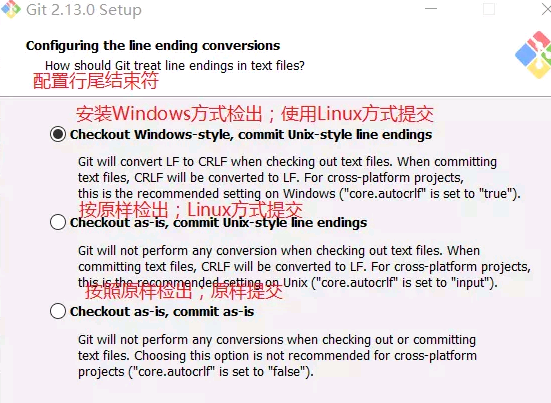 Git 2.13.0 Setup
Configuring the line ending conversions
How should Git treat line endings in text files?
配置行尾结束符
安装Windows方式检出；使用Linux方式提交
Checkout Windows-style, commit Unix-style line endings
Git will convert LF to CRLF when checking out text files. When committing
text files, CRLF will be converted to LF. For cross-platform projects,
this is the recommended setting on Windows ("core.autocrlf" is set to "true").
按原样检出；Linux方式提交
Checkout as-is, commit Unix-style line endings
Git will not perform any conversion when checking out text files. When
committing text files, CRLF will be converted to LF. For cross-platform projects,
this is the recommended setting on Unix ("core.autocrlf" is set to "input").
按照原样检出；原样提交
Checkout as-is, commit as-is
Git will not perform any conversions when checking out or committing
text files. Choosing this option is not recommended for cross-platform
projects ("core.autocrlf" is set to "false").